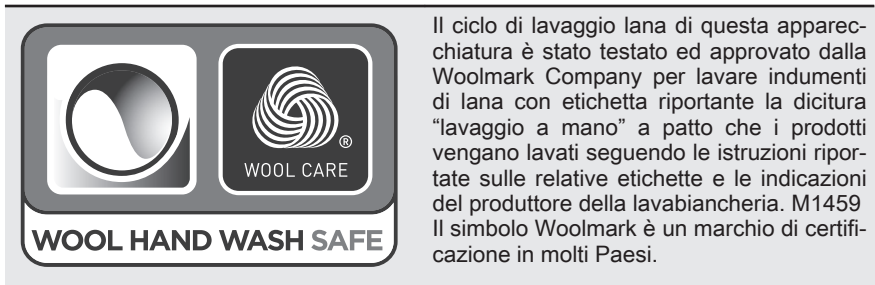 Il ciclo di lavaggio lana di questa apparec-
chiatura è stato testato ed approvato dalla
Woolmark Company per lavare indumenti
di lana con etichetta riportante la dicitura
“lavaggio a mano” a patto che i prodotti
vengano lavati seguendo le istruzioni ripor-
tate sulle relative etichette e le indicazioni
del produttore della lavabiancheria. M1459
Il simbolo Woolmark è un marchio di certifi-
cazione in molti Paesi.
®
WOOL CARE
WOOL HAND WASH SAFE